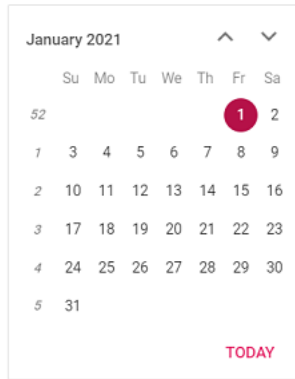 January 2021
Su Mo Tu We Th Fr Sa
52 1 2
1 3 4 5 6 7 8 9
2 10 11 12 13 14 15 16
3 17 18 19 20 21 22 23
4 24 25 26 27 28 29 30
5 31
TODAY